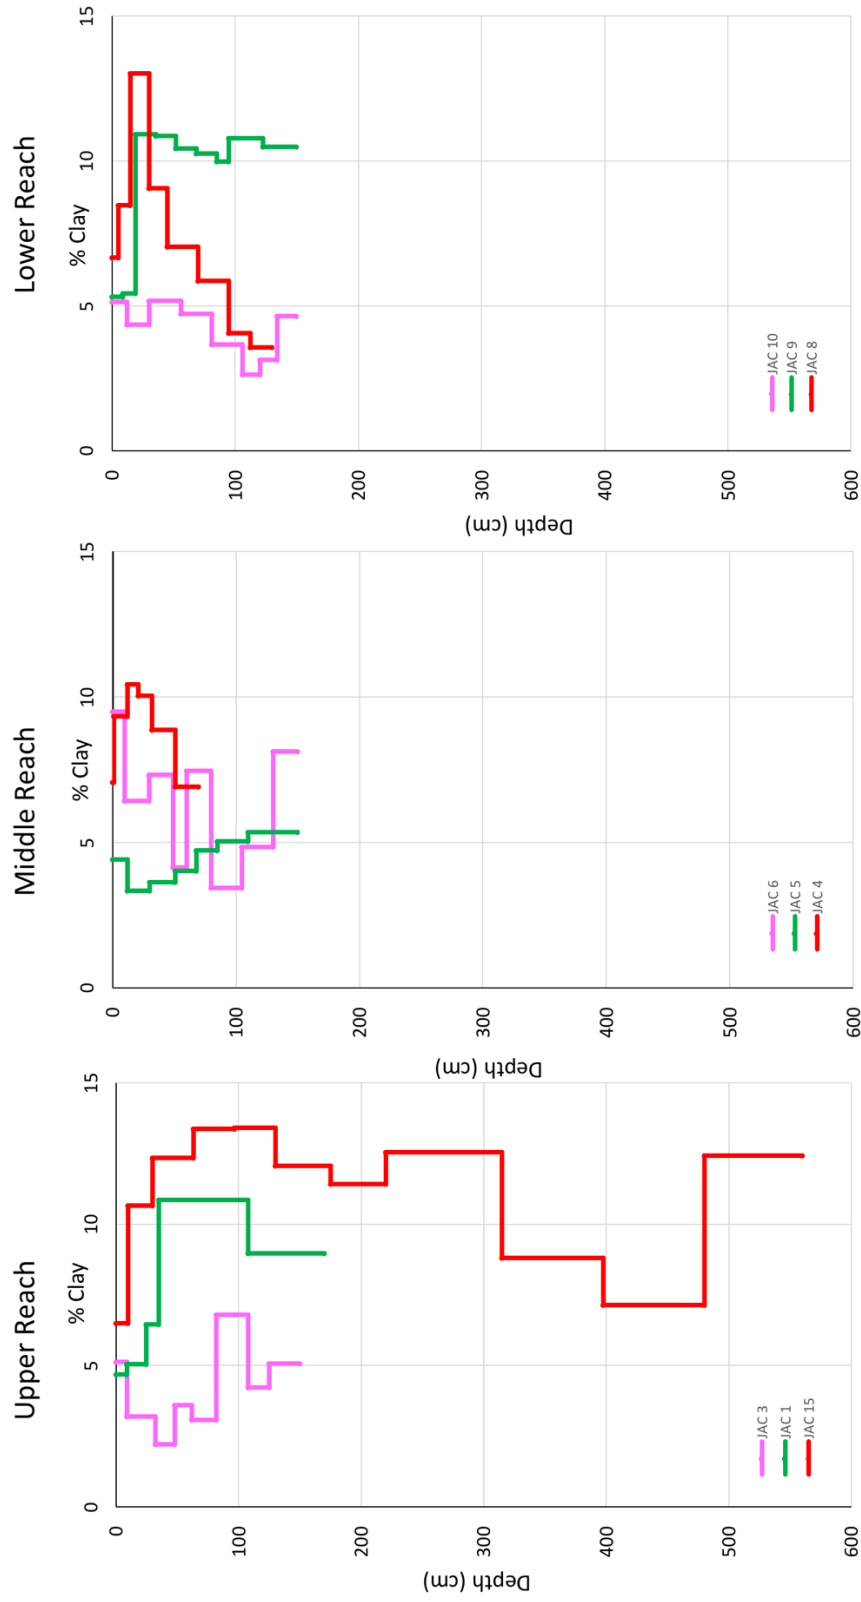 Upper Reach
% Clay
0
5
10
15
0
100
200
300
400
500
600
Depth (cm)
JAC 3
JAC 1
JAC 15
Middle Reach
% Clay
0
5
10
15
0
100
200
300
400
500
600
Depth (cm)
JAC 6
JAC 5
JAC 4
Lower Reach
% Clay
0
5
10
15
0
100
200
300
400
500
600
Depth (cm)
JAC 10
JAC 9
JAC 8